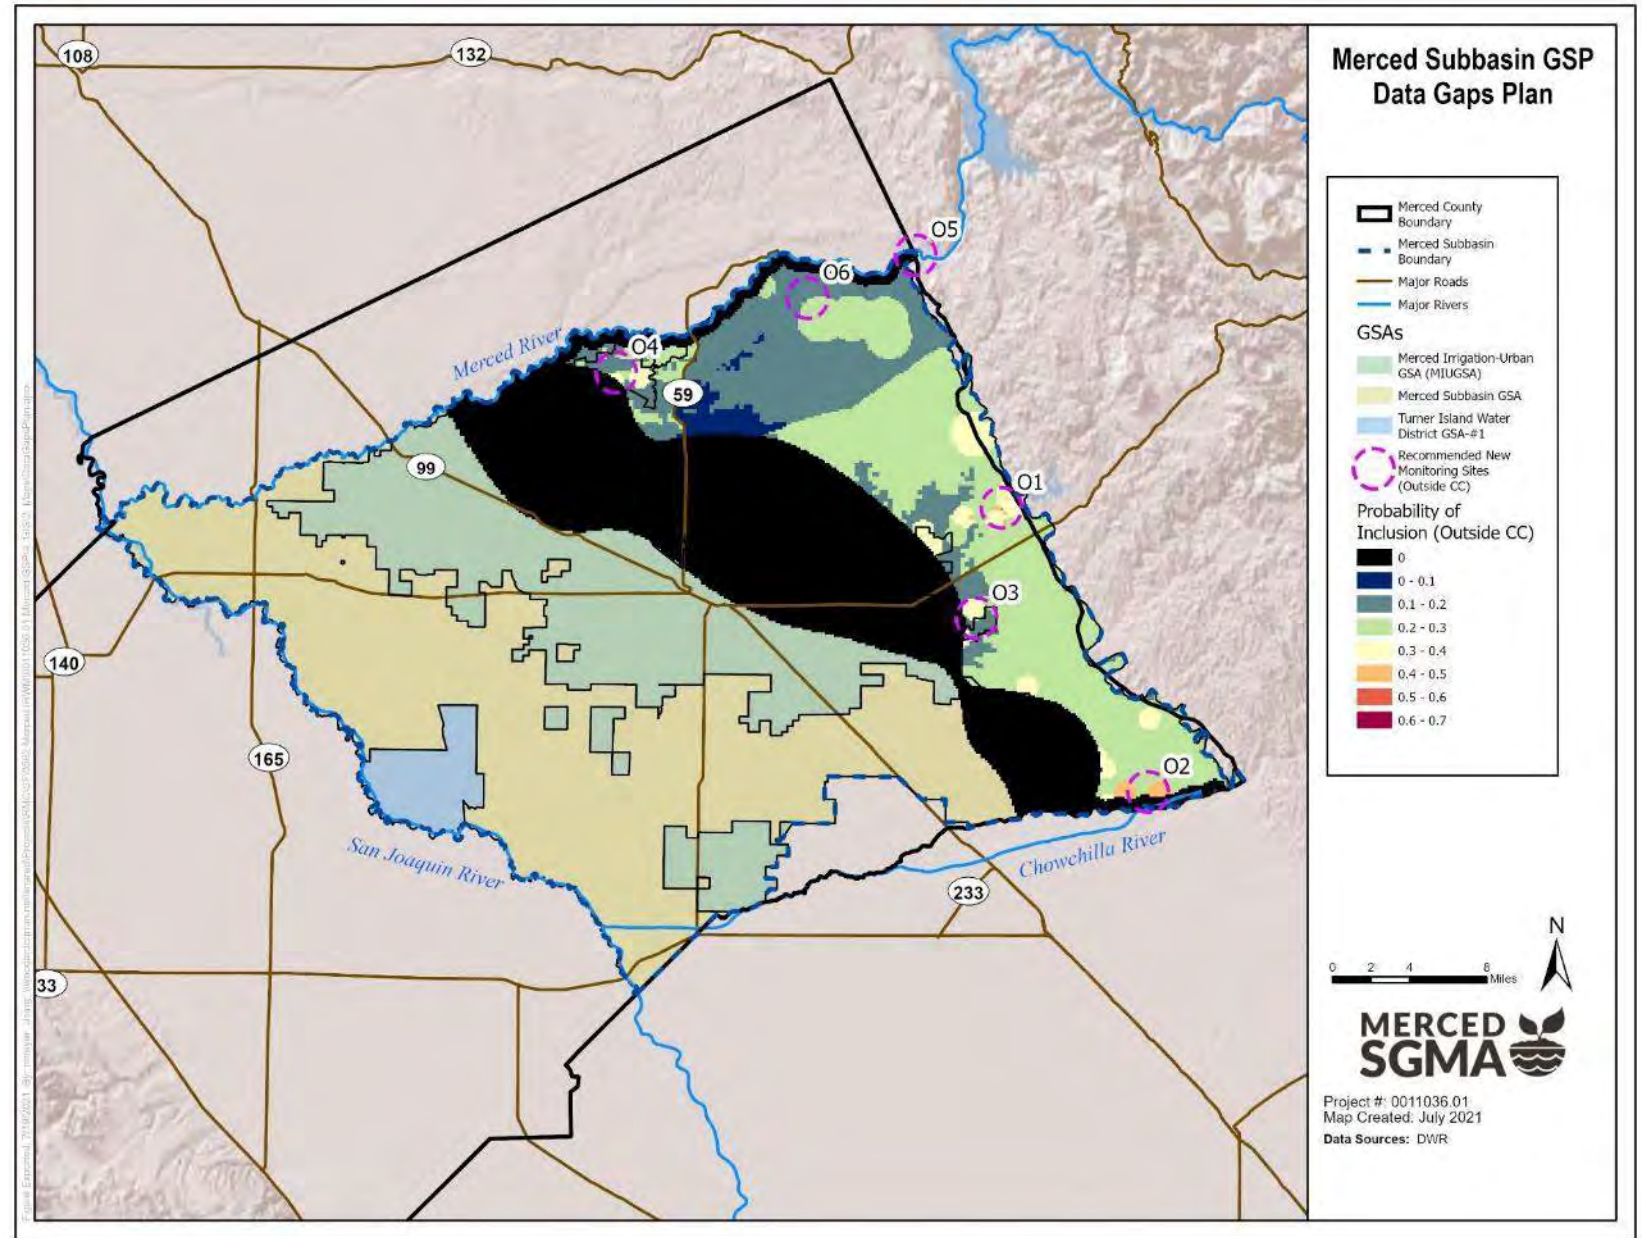 Merced Subbasin GSP
Data Gaps Plan
108
132
O5
O6
Merced River
O4
59
99
O1
O3
140
165
O2
San Joaquin River
Chowchilla River
233
33
Merced County
Boundary
Merced Subbasin
Boundary
Major Roads
Major Rivers
GSAs
Merced Irrigation-Urban
GSA (MIUGSA)
Merced Subbasin GSA
Turner Island Water
District GSA-#1
Recommended New
Monitoring Sites
(Outside CC)
Probability of
Inclusion (Outside CC)
0
0 - 0.1
0.1 - 0.2
0.2 - 0.3
0.3 - 0.4
0.4 - 0.5
0.5 - 0.6
0.6 - 0.7
N
0 2 4 8
Miles
MERCED
SGMA
Project #: 0011036.01
Map Created: July 2021
Data Sources: DWR
Figure Exported: 7/19/2021